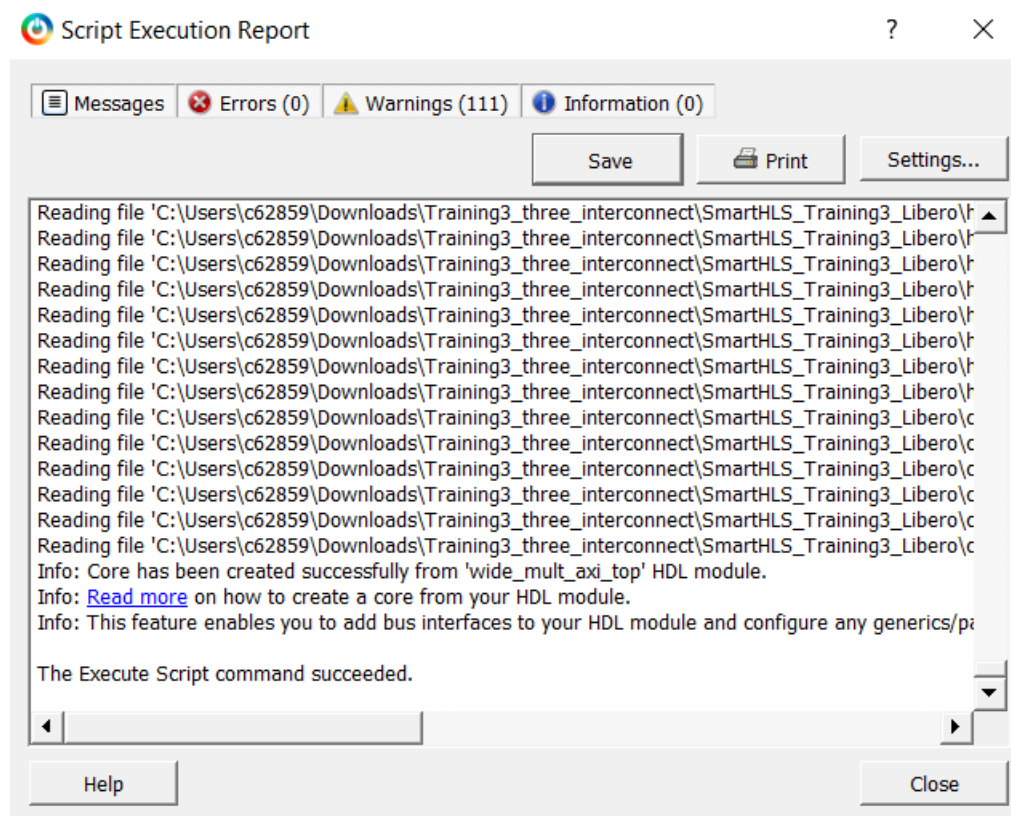 Script Execution Report ?
Messages Errors (0) Warnings (111) Information (0)
Save Print Settings...
Reading file 'C:\Users\c62859\Downloads\Training3_three_interconnect\SmartHLS_Training3_Libero\h
Reading file 'C:\Users\c62859\Downloads\Training3_three_interconnect\SmartHLS_Training3_Libero\h
Reading file 'C:\Users\c62859\Downloads\Training3_three_interconnect\SmartHLS_Training3_Libero\h
Reading file 'C:\Users\c62859\Downloads\Training3_three_interconnect\SmartHLS_Training3_Libero\h
Reading file 'C:\Users\c62859\Downloads\Training3_three_interconnect\SmartHLS_Training3_Libero\h
Reading file 'C:\Users\c62859\Downloads\Training3_three_interconnect\SmartHLS_Training3_Libero\h
Reading file 'C:\Users\c62859\Downloads\Training3_three_interconnect\SmartHLS_Training3_Libero\h
Reading file 'C:\Users\c62859\Downloads\Training3_three_interconnect\SmartHLS_Training3_Libero\h
Reading file 'C:\Users\c62859\Downloads\Training3_three_interconnect\SmartHLS_Training3_Libero\c
Reading file 'C:\Users\c62859\Downloads\Training3_three_interconnect\SmartHLS_Training3_Libero\c
Reading file 'C:\Users\c62859\Downloads\Training3_three_interconnect\SmartHLS_Training3_Libero\c
Reading file 'C:\Users\c62859\Downloads\Training3_three_interconnect\SmartHLS_Training3_Libero\c
Reading file 'C:\Users\c62859\Downloads\Training3_three_interconnect\SmartHLS_Training3_Libero\c
Reading file 'C:\Users\c62859\Downloads\Training3_three_interconnect\SmartHLS_Training3_Libero\c
Info: Core has been created successfully from 'wide_mult_axi_top' HDL module.
Info: Read more on how to create a core from your HDL module.
Info: This feature enables you to add bus interfaces to your HDL module and configure any generics/pa
The Execute Script command succeeded.
Help Close